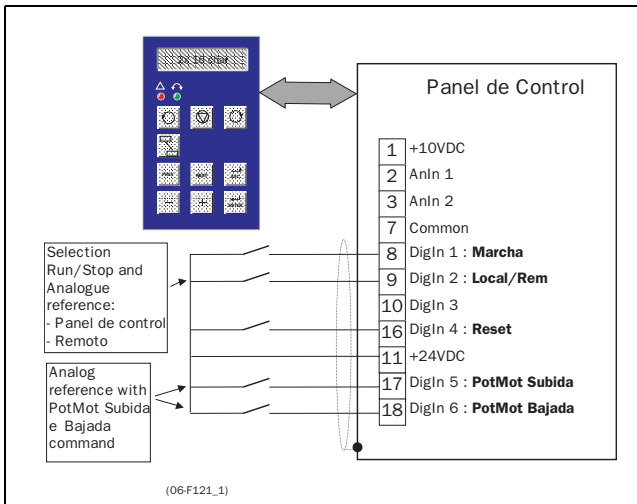 2x 16 char
Panel de Control
1 +10VDC
2 AnIn 1
3 AnIn 2
7 Common
8 DigIn 1 : Marcha
9 DigIn 2 : Local/Rem
10 DigIn 3
16 DigIn 4 : Reset
11 +24VDC
17 DigIn 5 : PotMot Subida
18 DigIn 6 : PotMot Bajada
Selection
Run/Stop and
Analogue
reference:
- Panel de control
- Remoto
Analog
reference with
PotMot Subida
e Bajada
command
(06-F121_1)